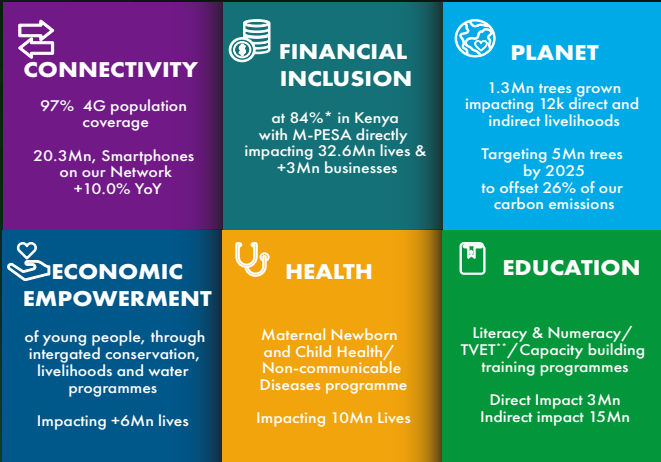 CONNECTIVITY
97% 4G population
coverage
20.3Mn, Smartphones
on our Network
+10.0% YoY
FINANCIAL
INCLUSION
at 84%* in Kenya
with M-PESA directly
impacting 32.6Mn lives &
+3Mn businesses
PLANET
1.3Mn trees grown
impacting 12k direct and
indirect livelihoods
Targeting 5Mn trees
by 2025
to offset 26% of our
carbon emissions
ECONOMIC
EMPOWERMENT
of young people, through
intergated conservation,
livelihoods and water
programmes
Impacting +6Mn lives
HEALTH
Maternal Newborn
and Child Health/
Non-communicable
Diseases programme
Impacting 10Mn Lives
EDUCATION
Literacy & Numeracy/
TVET**/Capacity building
training programmes
Direct Impact 3Mn
Indirect impact 15Mn